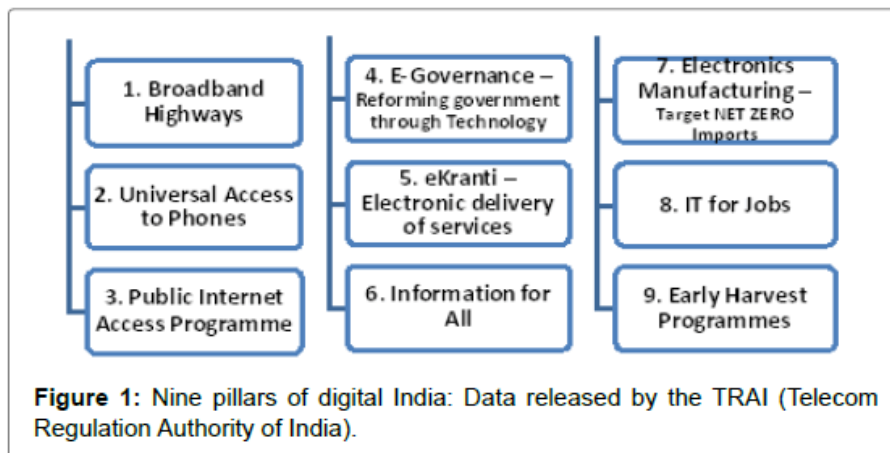 1. Broadband
Highways
2. Universal Access
to Phones
3. Public Internet
Access Programme
4. E-Governance –
Reforming government
through Technology
5. eKranti –
Electronic delivery
of services
6. Information for
All
7. Electronics
Manufacturing –
Target NET ZERO
Imports
8. IT for Jobs
9. Early Harvest
Programmes
Figure 1: Nine pillars of digital India: Data released by the TRAI (Telecom
Regulation Authority of India).